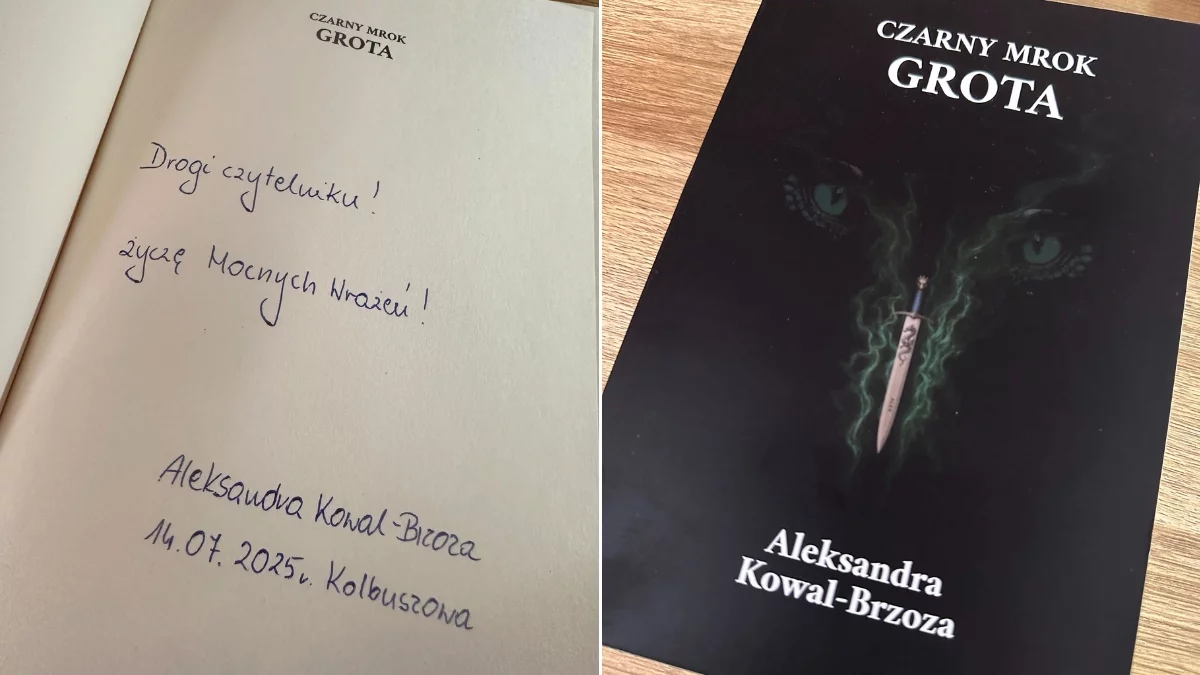 CZARNY MROK
GROTA
Drogi czytelniku!
życzę Mocnych Wrażeń!
Aleksandra Kowal-Brzoza
14.07.2025r. Kolbuszowa
CZARNY MROK
GROTA
Aleksandra
Kowal-Brzoza